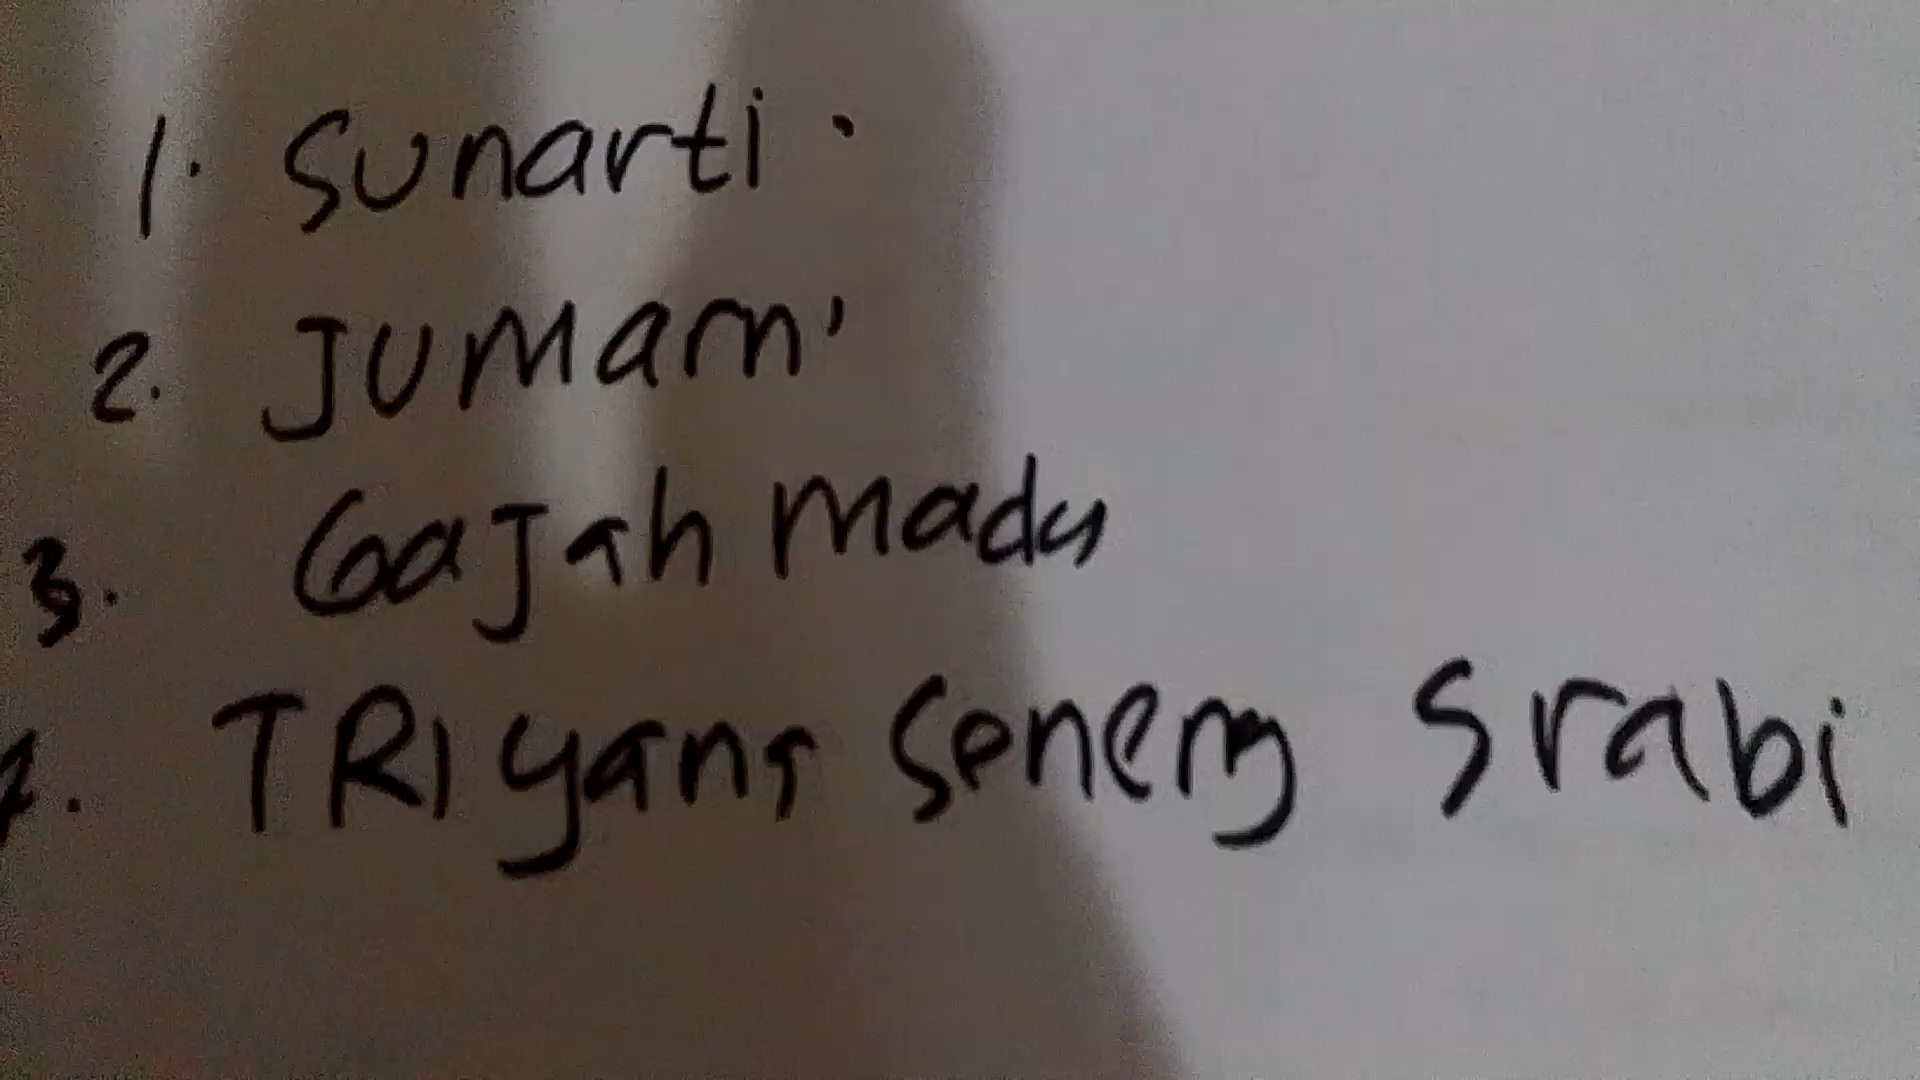 1. Sunarti.
2. JUMarni
3. Gajah madu
4. TRI yang seneng srabi